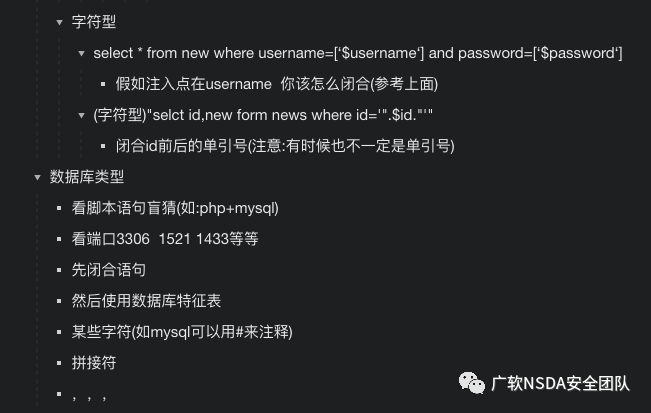 字符型
select * from new where username=[‘$username‘] and password=[‘$password‘]
假如注入点在username 你该怎么闭合(参考上面)
(字符型)"selct id,new form news where id='".$id."'"
闭合id前后的单引号(注意:有时候也不一定是单引号)
数据库类型
看脚本语句盲猜(如:php+mysql)
看端口3306 1521 1433等等
先闭合语句
然后使用数据库特征表
某些字符(如mysql可以用#来注释)
拼接符
，，，
广软NSDA安全团队